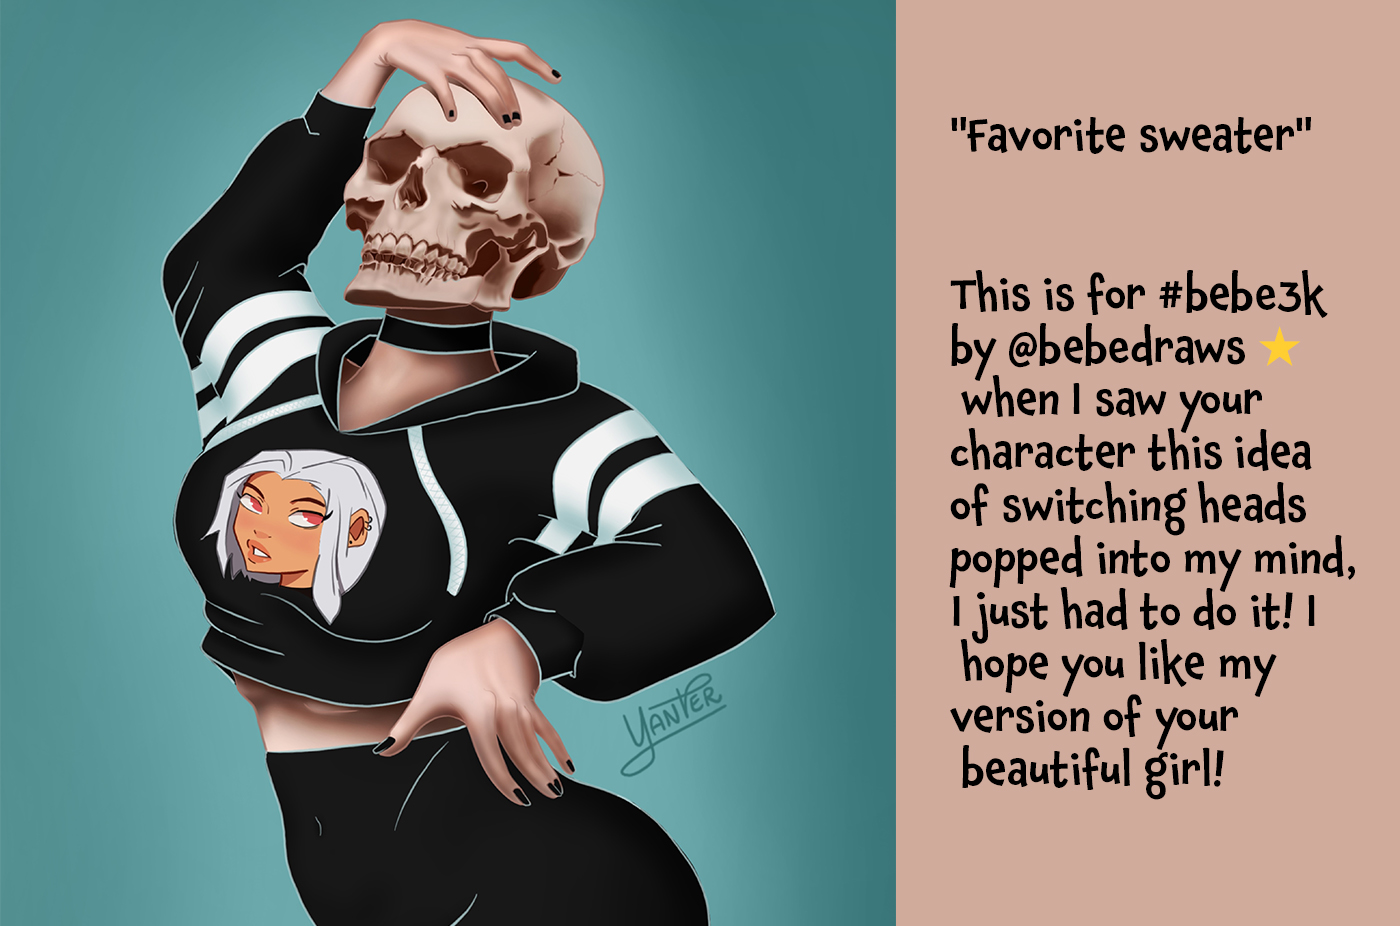 "Favorite sweater"
This is for #bebe3k
by @bebedraws ⭐
when I saw your
character this idea
of switching heads
popped into my mind,
I just had to do it! I
hope you like my
version of your
beautiful girl!
YANVER